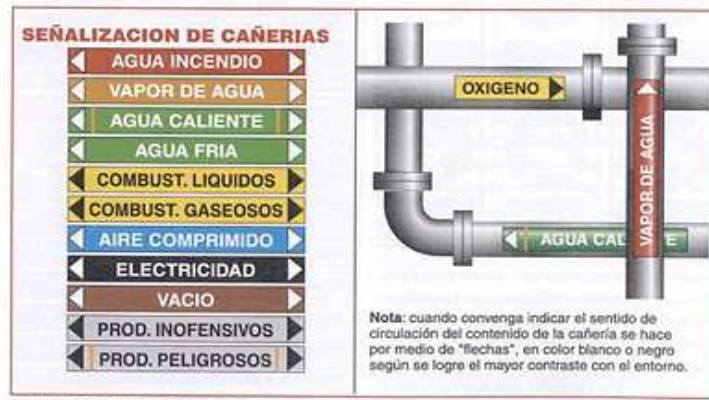 SEÑALIZACION DE CAÑERIAS
AGUA INCENDIO
VAPOR DE AGUA
AGUA CALIENTE
AGUA FRIA
COMBUST. LIQUIDOS
COMBUST. GASEOSOS
AIRE COMPRIMIDO
ELECTRICIDAD
VACIO
PROD. INOFENSIVOS
PROD. PELIGROSOS
OXIGENO
VAPOR DE AGUA
AGUA CAL TE
Nota: cuando convenga indicar el sentido de
circulación del contenido de la cañería se hace
por medio de "flechas", en color blanco o negro
según se logre el mayor contraste con el entorno.